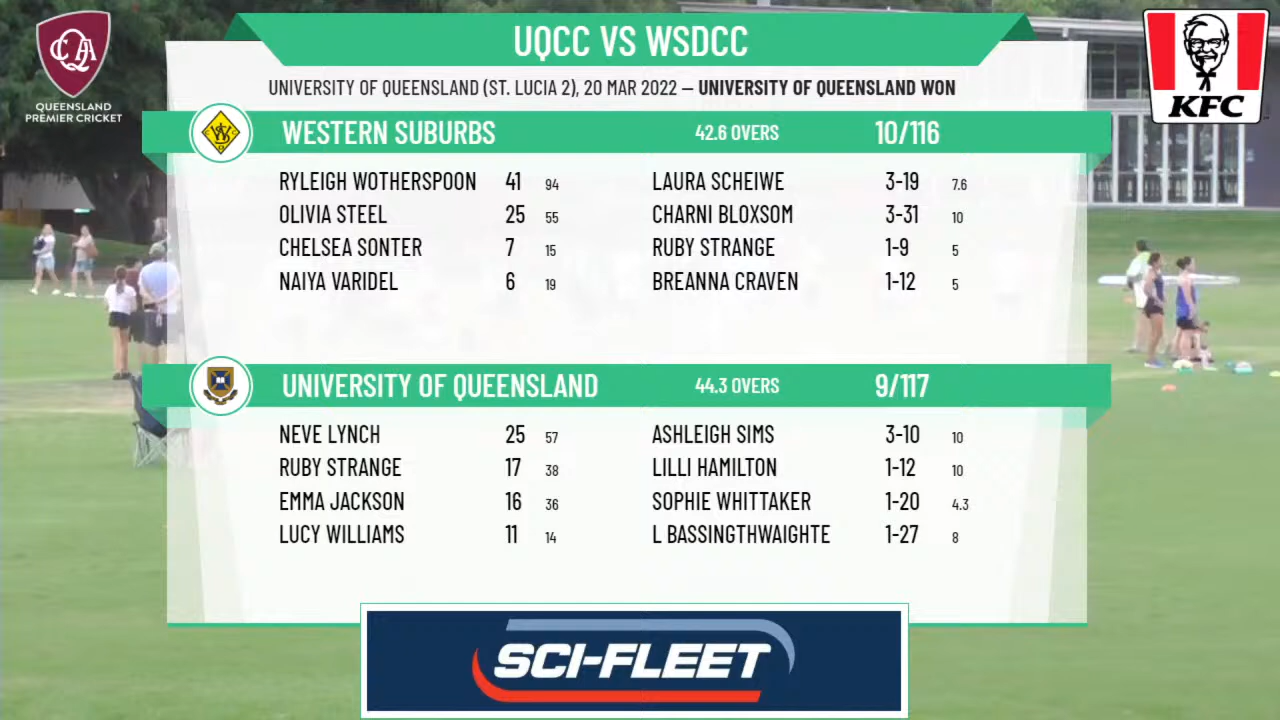 UQCC VS WSDCC
QUEENSLAND
PREMIER CRICKET
KFC
UNIVERSITY OF QUEENSLAND (ST. LUCIA 2), 20 MAR 2022 – UNIVERSITY OF QUEENSLAND WON
WESTERN SUBURBS 42.6 OVERS 10/116
RYLEIGH WOTHERSPOON 41 94 LAURA SCHEIWE 3-19 7.6
OLIVIA STEEL 25 55 CHARNI BLOXSOM 3-31 10
CHELSEA SONTER 7 15 RUBY STRANGE 1-9 5
NAIYA VARIDEL 6 19 BREANNA CRAVEN 1-12 5
UNIVERSITY OF QUEENSLAND 44.3 OVERS 9/117
NEVE LYNCH 25 57 ASHLEIGH SIMS 3-10 10
RUBY STRANGE 17 38 LILLI HAMILTON 1-12 10
EMMA JACKSON 16 36 SOPHIE WHITTAKER 1-20 4.3
LUCY WILLIAMS 11 14 L BASSINGTHWAIGHTE 1-27 8
SCI-FLEET